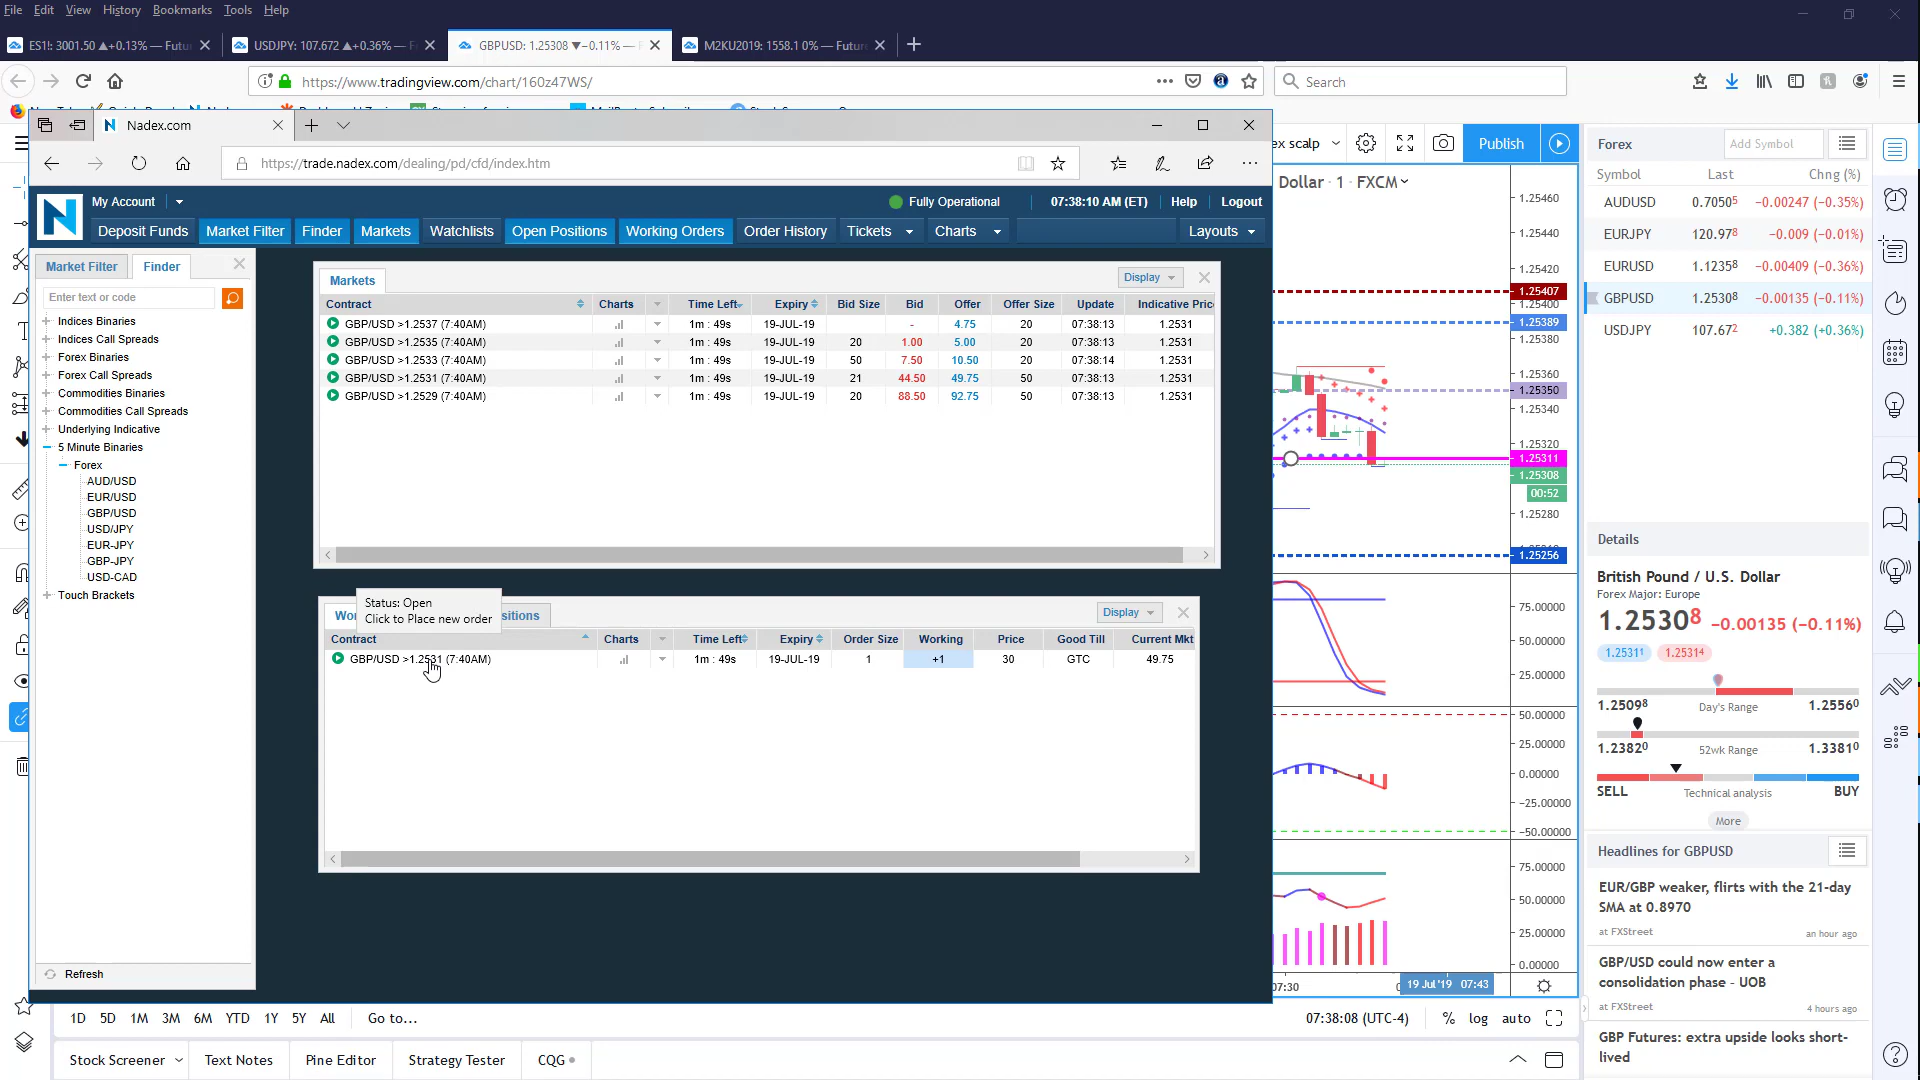 File Edit View History Bookmarks Tools Help
ES1!: 3001.50 ▲+0.13% — Futu
USDJPY: 107.672 ▲+0.36% — F
GBPUSD: 1.25308 ▼−0.11% —
M2KU2019: 1558.1 0% — Futur
https://www.tradingview.com/chart/160z47WS/
Search
Nadex.com
https://trade.nadex.com/dealing/pd/cfd/index.htm
My Account
Fully Operational
07:38:10 AM (ET)
Help
Logout
Deposit Funds Market Filter Finder Markets Watchlists Open Positions Working Orders Order History Tickets Charts Layouts
Market Filter Finder
Enter text or code
Indices Binaries
Indices Call Spreads
Forex Binaries
Forex Call Spreads
Commodities Binaries
Commodities Call Spreads
Underlying Indicative
5 Minute Binaries
Forex
AUD/USD
EUR/USD
GBP/USD
USD/JPY
EUR-JPY
GBP-JPY
USD-CAD
Touch Brackets
Refresh
Markets
Display
Contract Charts Time Left Expiry Bid Size Bid Offer Offer Size Update Indicative Pric
GBP/USD >1.2537 (7:40AM) 1m : 49s 19-JUL-19 - 4.75 20 07:38:13 1.2531
GBP/USD >1.2535 (7:40AM) 1m : 49s 19-JUL-19 20 1.00 5.00 20 07:38:13 1.2531
GBP/USD >1.2533 (7:40AM) 1m : 49s 19-JUL-19 50 7.50 10.50 20 07:38:14 1.2531
GBP/USD >1.2531 (7:40AM) 1m : 49s 19-JUL-19 21 44.50 49.75 50 07:38:13 1.2531
GBP/USD >1.2529 (7:40AM) 1m : 49s 19-JUL-19 20 88.50 92.75 50 07:38:13 1.2531
Status: Open
Click to Place new order
Wo
sitions
Display
Contract Charts Time Left Expiry Order Size Working Price Good Till Current Mkt
GBP/USD >1.2531 (7:40AM) 1m : 49s 19-JUL-19 1 +1 30 GTC 49.75
ex scalp
Publish
Dollar · 1 · FXCM
1.25460
1.25440
1.25420
1.25407
1.25400
1.25389
1.25380
1.25360
1.25350
1.25340
1.25320
1.25311
1.25308
00:52
1.25280
1.25256
75.00000
50.00000
25.00000
50.00000
25.00000
0.00000
−25.00000
−50.00000
75.00000
50.00000
25.00000
0.00000
07:30
19 Jul '19 07:43
Forex
Add Symbol
Symbol Last Chng (%)
AUDUSD 0.70505 −0.00247 (−0.35%)
EURJPY 120.978 −0.009 (−0.01%)
EURUSD 1.12358 −0.00409 (−0.36%)
GBPUSD 1.25308 −0.00135 (−0.11%)
USDJPY 107.672 +0.382 (+0.36%)
Details
British Pound / U.S. Dollar
Forex Major: Europe
1.25308 −0.00135 (−0.11%)
1.25311 1.25314
1.25098 Day's Range 1.25560
1.23820 52wk Range 1.33810
SELL Technical analysis BUY
More
Headlines for GBPUSD
EUR/GBP weaker, flirts with the 21-day
SMA at 0.8970
at FXStreet an hour ago
GBP/USD could now enter a
consolidation phase - UOB
at FXStreet 4 hours ago
GBP Futures: extra upside looks short-
lived
1D 5D 1M 3M 6M YTD 1Y 5Y All Go to...
07:38:08 (UTC-4) % log auto
Stock Screener Text Notes Pine Editor Strategy Tester CQG